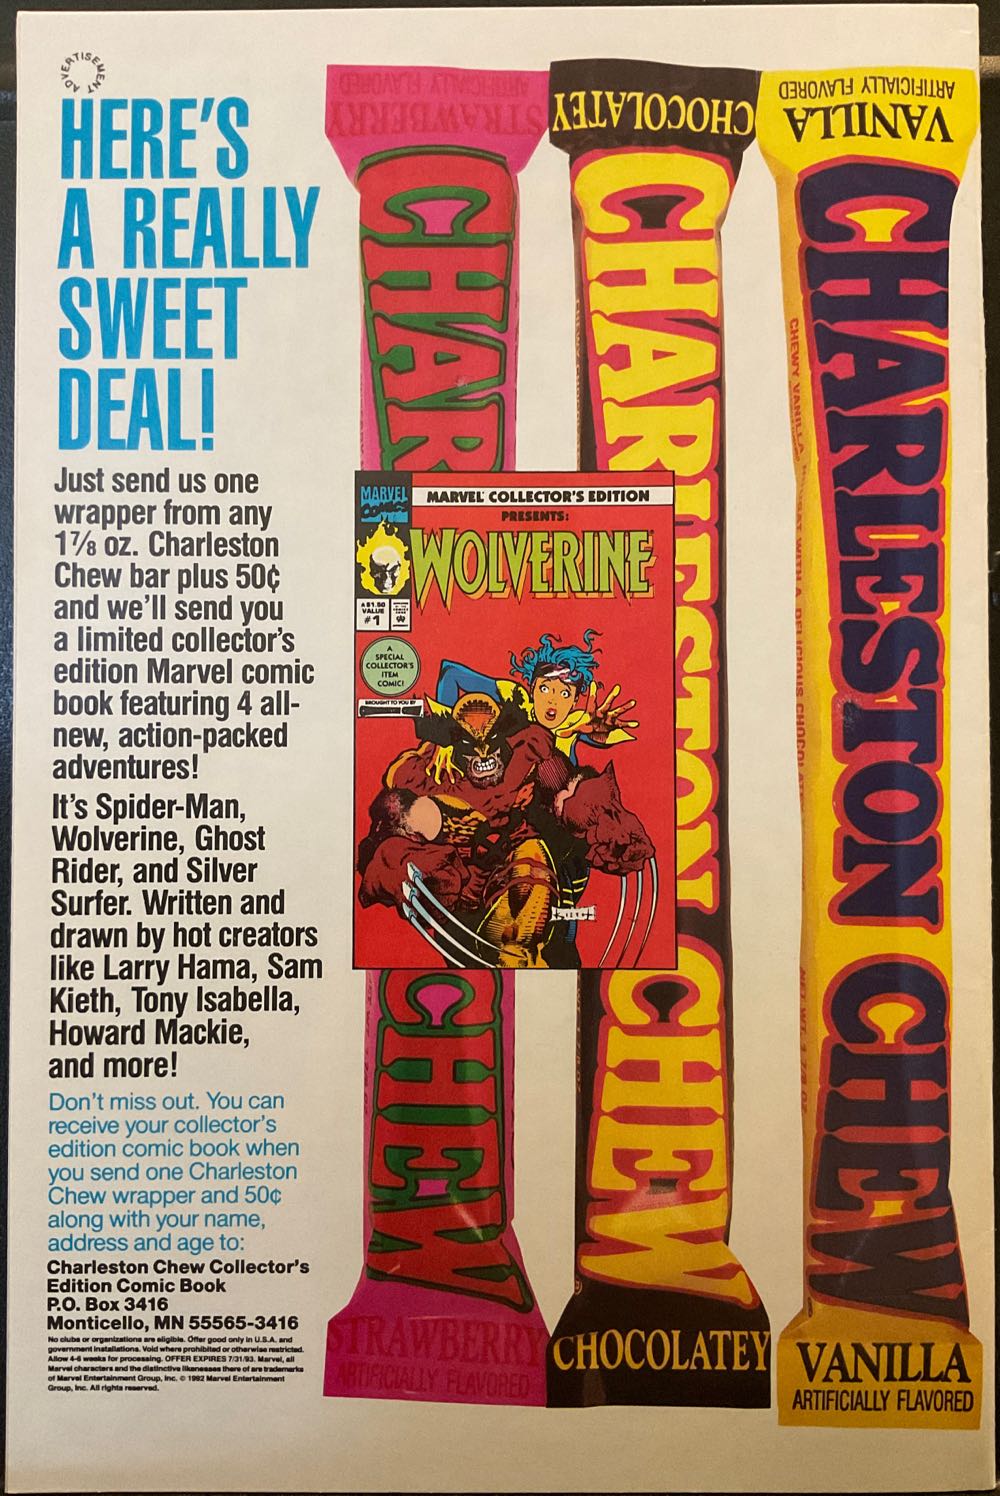 ADVERTISEMENT
HERE'S
A REALLY
SWEET
DEAL!
Just send us one
wrapper from any
1⅞ oz. Charleston
Chew bar plus 50¢
and we'll send you
a limited collector's
edition Marvel comic
book featuring 4 all-
new, action-packed
adventures!
It's Spider-Man,
Wolverine, Ghost
Rider, and Silver
Surfer. Written and
drawn by hot creators
like Larry Hama, Sam
Kieth, Tony Isabella,
Howard Mackie,
and more!
Don't miss out. You can
receive your collector's
edition comic book when
you send one Charleston
Chew wrapper and 50¢
along with your name,
address and age to:
Charleston Chew Collector's
Edition Comic Book
P.O. Box 3416
Monticello, MN 55565-3416
No clubs or organizations are eligible. Offer good only in U.S.A. and
government installations. Void where prohibited or otherwise restricted.
Allow 4-6 weeks for processing. OFFER EXPIRES 7/31/93. Marvel, all
Marvel characters and the distinctive likenesses there of are trademarks
of Marvel Entertainment Group, Inc. © 1992 Marvel Entertainment
Group, Inc. All rights reserved.
STRAWBERRY
ARTIFICIALLY FLAVORED
CHAR
CHEW
STRAWBERRY
ARTIFICIALLY FLAVORED
MARVEL
COMICS
MARVEL COLLECTOR'S EDITION
PRESENTS:
WOLVERINE
A $1.50
VALUE
#1
A
SPECIAL
COLLECTOR'S
ITEM
COMIC!
BROUGHT TO YOU BY
CHOCOLATEY
CHARLESTON CHEW
CHOCOLATEY
VANILLA
ARTIFICIALLY FLAVORED
CHARLESTON CHEW
CHEWY VANILLA WITH A DELICIOUS
VANILLA
ARTIFICIALLY FLAVORED